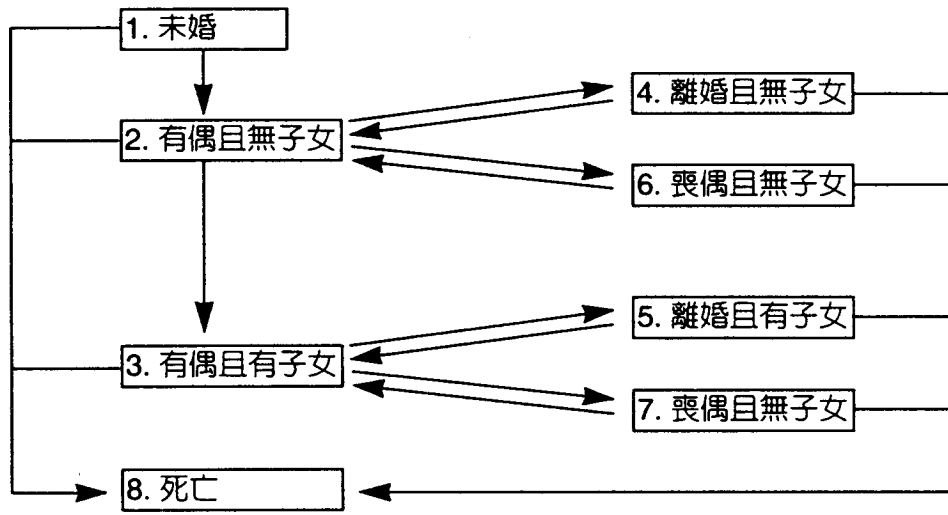 1. 未婚
4. 離婚且無子女
2. 有偶且無子女
6. 喪偶且無子女
5. 離婚且有子女
3. 有偶且有子女
7. 喪偶且無子女
8. 死亡